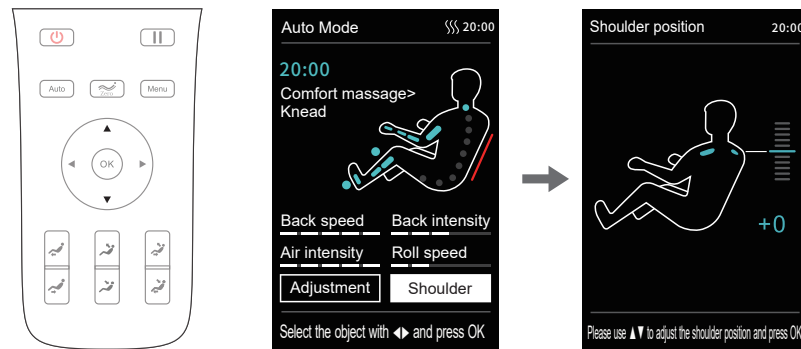 Auto
Zero
Menu
OK
Auto Mode
20:00
20:00
Comfort massage>
Knead
Back speed
Back intensity
Air intensity
Roll speed
Adjustment
Shoulder
Select the object with ◀▶ and press OK
Shoulder position
20:00
+0
Please use ▲▼ to adjust the shoulder position and press OK